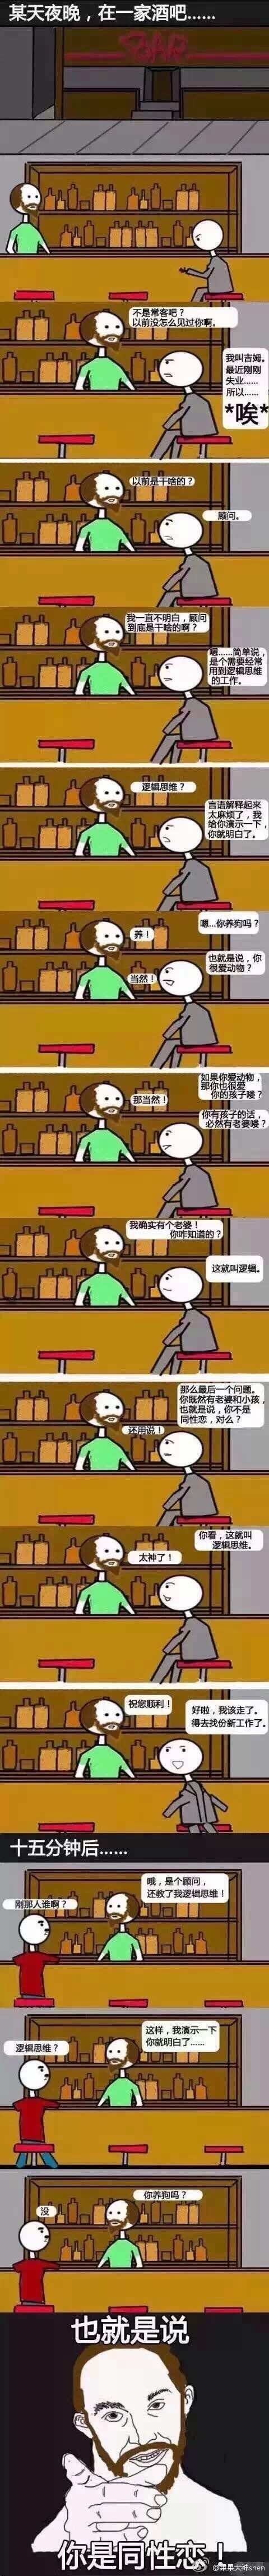 某天夜晚，在一家酒吧……
BAR
不是常客吧？
以前没怎么见过你啊。
我叫吉姆。
最近刚刚
失业……
所以……
*唉*
以前是干啥的？
顾问。
我一直不明白，顾问
到底是干啥的啊？
嗯……简单说，
是个需要经常
用到逻辑思维
的工作。
逻辑思维？
言语解释起来
太麻烦了，我
给你演示一下，
你就明白了。
嗯…你养狗吗？
养！
也就是说，你
很爱动物？
当然！
如果你爱动物，
那你也很爱
你的孩子喽？
那当然！
你有孩子的话，
必然有老婆喽？
我确实有个老婆！
你咋知道的？
这就叫逻辑。
那么最后一个问题。
你既然有老婆和小孩，
也就是说，你不是
同性恋，对么？
还用说！
你看，这就叫
逻辑思维。
太神了！
祝您顺利！
好啦，我该走了。
得去找份新工作了。
十五分钟后……
刚那人谁啊？
哦，是个顾问，
还教了我逻辑思维！
逻辑思维？
这样，我演示一下
你就明白了……
你养狗吗？
没
也就是说
你是同性恋！